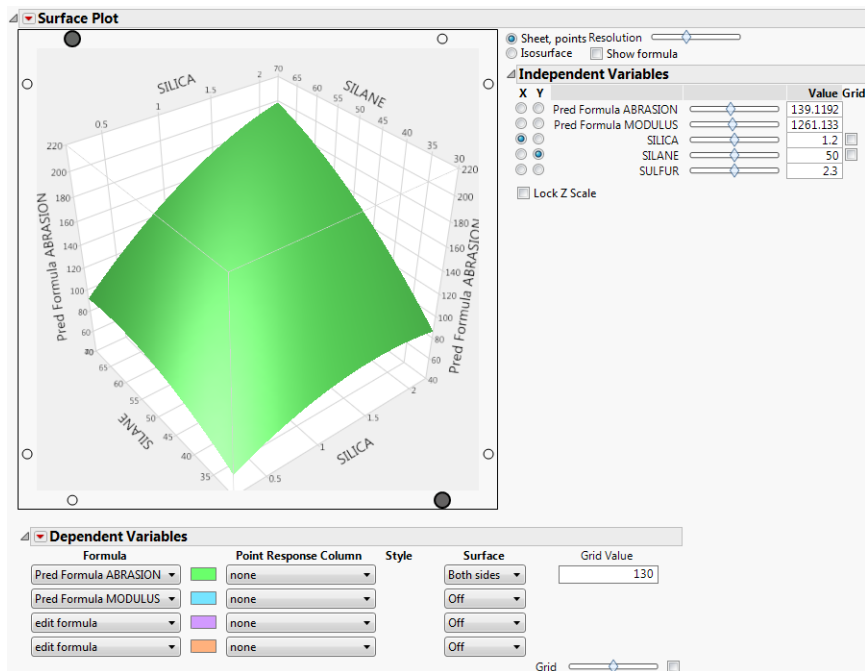 Surface Plot
Sheet, points Resolution
Isosurface Show formula
Independent Variables
X Y Value Grid
Pred Formula ABRASION 139.1192
Pred Formula MODULUS 1261.133
SILICA 1.2
SILANE 50
SULFUR 2.3
Lock Z Scale
SILICA
0.5
1
1.5
2
70
65
60
55
50
45
40
35
30
SILANE
220
200
180
160
140
120
100
80
60
Pred Formula ABRASION
220
200
180
160
140
120
100
80
60
40
Pred Formula ABRASION
65
60
55
50
45
40
35
SILANE
0.5
1
1.5
2
SILICA
Dependent Variables
Formula Point Response Column Style Surface Grid Value
Pred Formula ABRASION none Both sides 130
Pred Formula MODULUS none Off
edit formula none Off
edit formula none Off
Grid